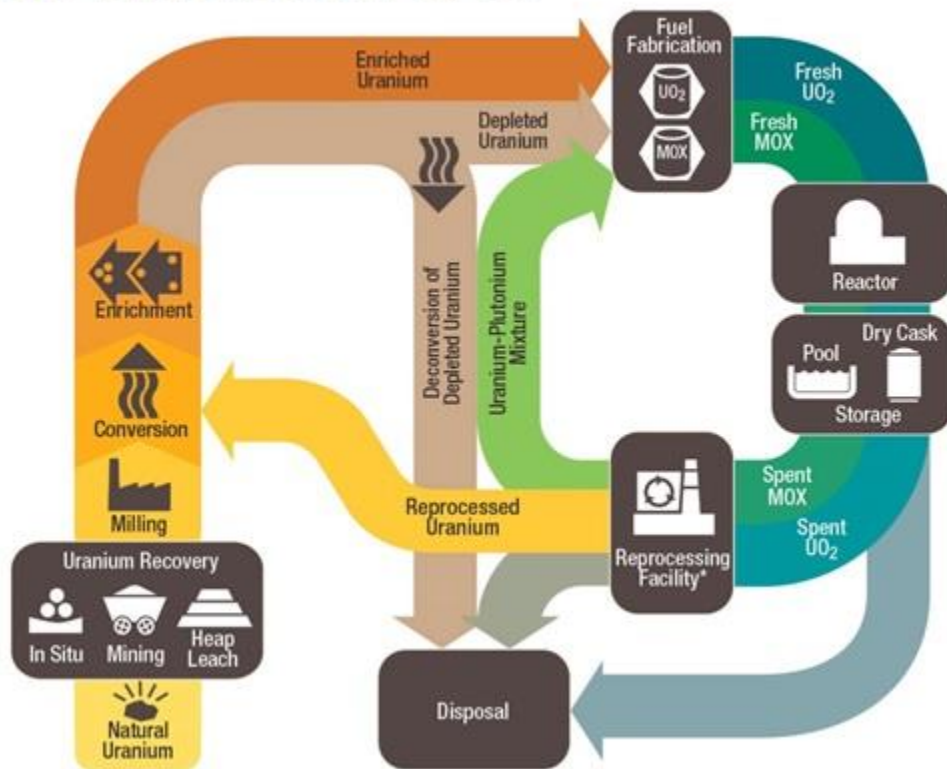 Fuel
Fabrication
UO₂
MOX
Enriched
Uranium
Depleted
Uranium
Fresh
UO₂
Fresh
MOX
Reactor
Enrichment
Deconversion of
Depleted Uranium
Uranium-Plutonium
Mixture
Dry Cask
Pool
Storage
Conversion
Milling
Reprocessed
Uranium
Reprocessing
Facility*
Spent
MOX
Spent
UO₂
Uranium Recovery
In Situ
Mining
Heap
Leach
Natural
Uranium
Disposal